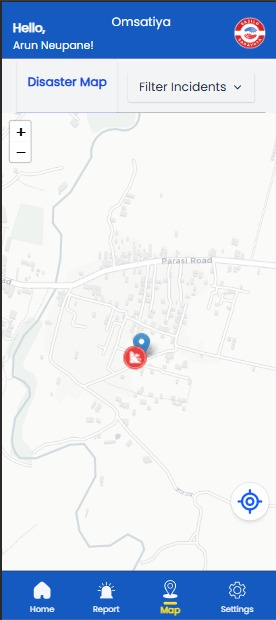 Omsatiya
Hello,
Arun Neupane!
Disaster Map
Filter Incidents
+
−
Parasi Road
Home
Report
Map
Settings